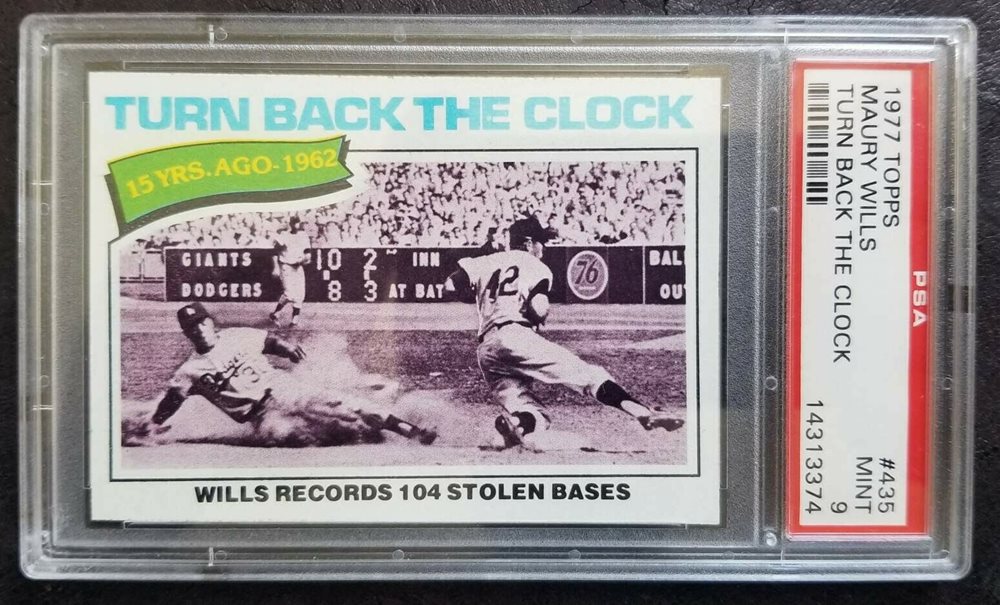 TURN BACK THE CLOCK
15 YRS. AGO-1962
GIANTS 10 2 INN
DODGERS 8 3 AT BAT
42
76
BAL
OU
WILLS RECORDS 104 STOLEN BASES
PSA
1977 TOPPS #435
MAURY WILLS MINT
TURN BACK THE CLOCK 9
14313374